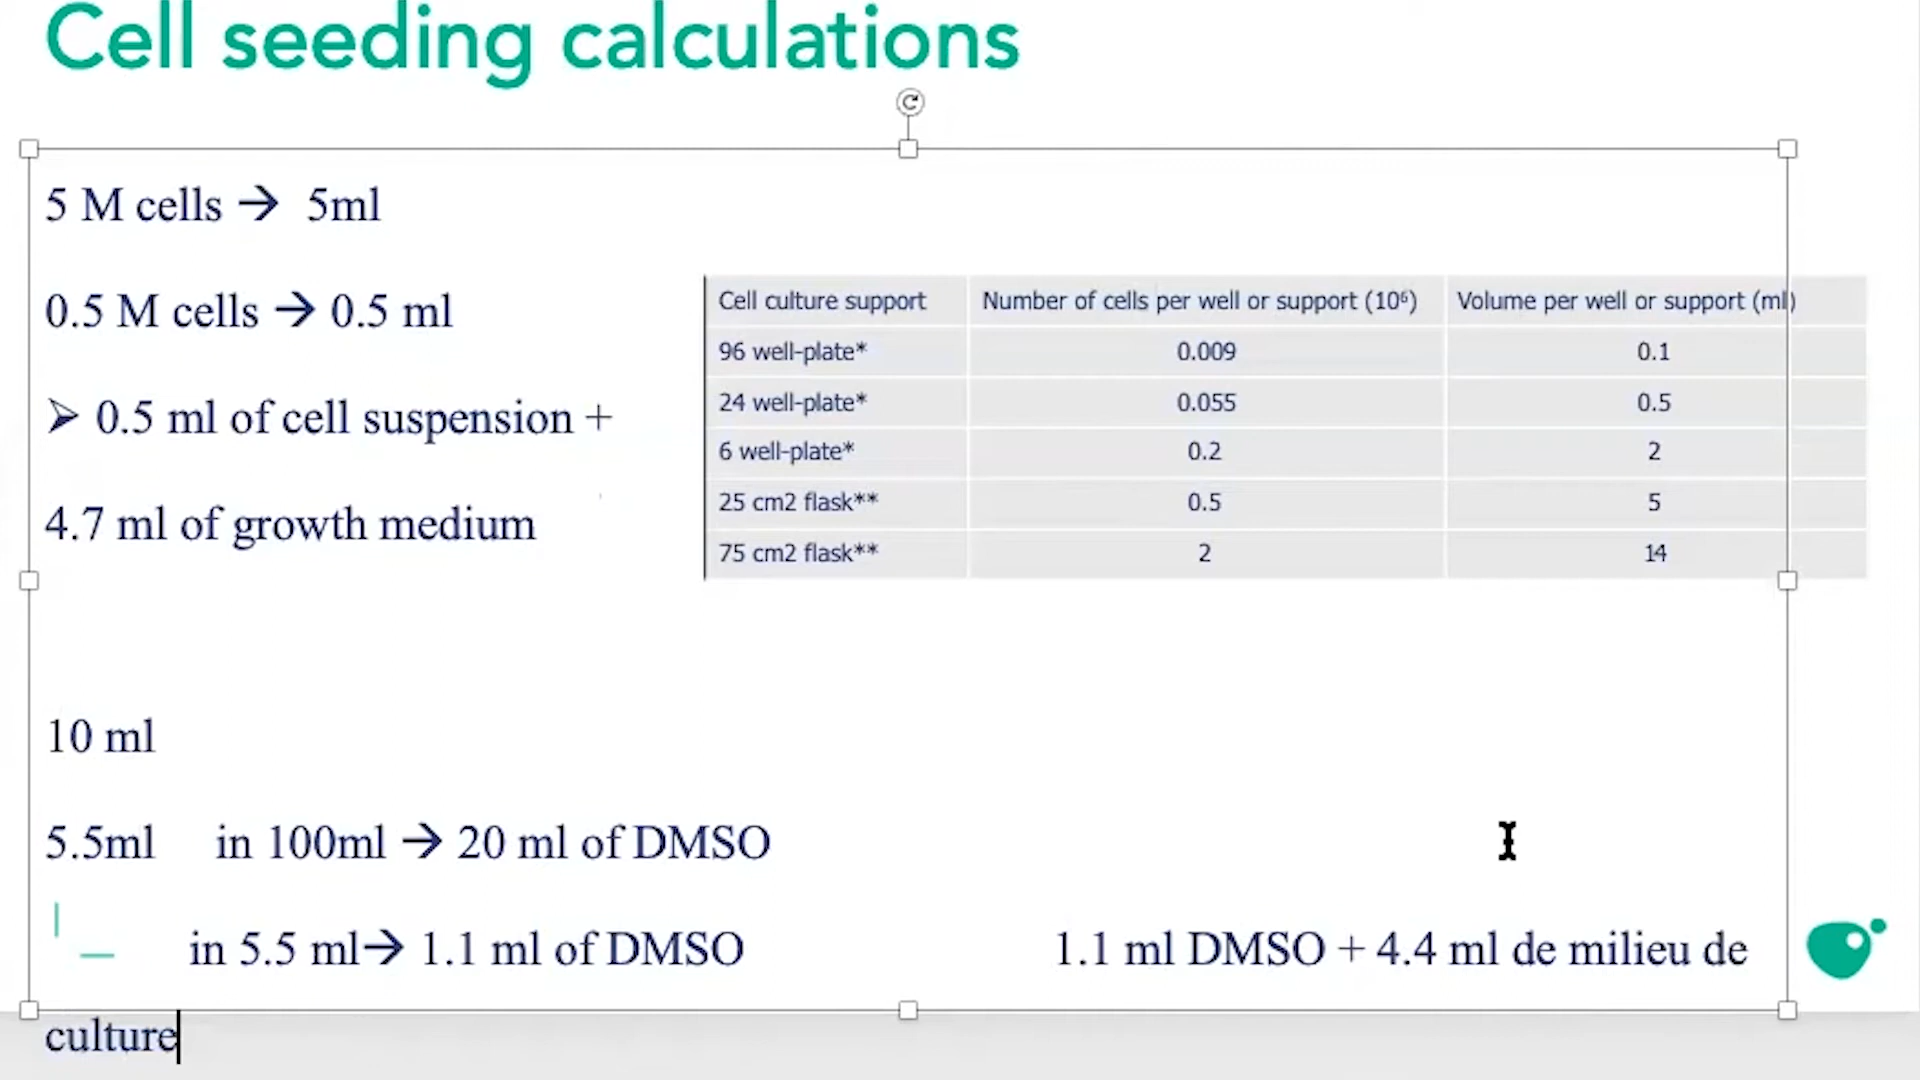 Cell seeding calculations
5 M cells → 5ml
0.5 M cells → 0.5 ml
➢ 0.5 ml of cell suspension +
4.7 ml of growth medium
Cell culture support Number of cells per well or support (10⁶) Volume per well or support (ml)
96 well-plate* 0.009 0.1
24 well-plate* 0.055 0.5
6 well-plate* 0.2 2
25 cm2 flask** 0.5 5
75 cm2 flask** 2 14
10 ml
5.5ml in 100ml → 20 ml of DMSO
in 5.5 ml→ 1.1 ml of DMSO 1.1 ml DMSO + 4.4 ml de milieu de
culture